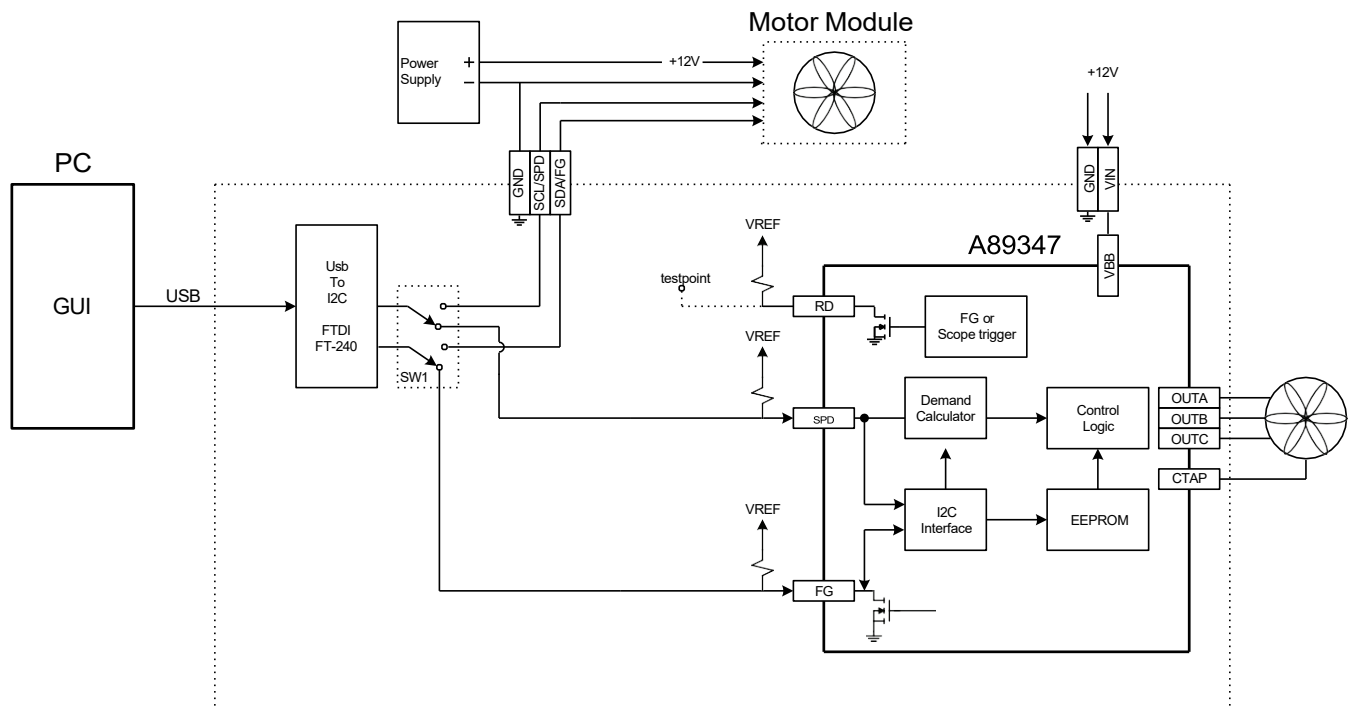 Motor Module
Power
Supply
+
−
+12V
+12V
PC
GND
SCL/SPD
SDA/FG
GND
VIN
A89347
VREF
VBB
testpoint
Usb
To
I2C
FTDI
FT-240
GUI
USB
RD
FG or
Scope trigger
VREF
SW1
Demand
Calculator
Control
Logic
OUTA
OUTB
OUTC
SPD
CTAP
VREF
I2C
Interface
EEPROM
FG